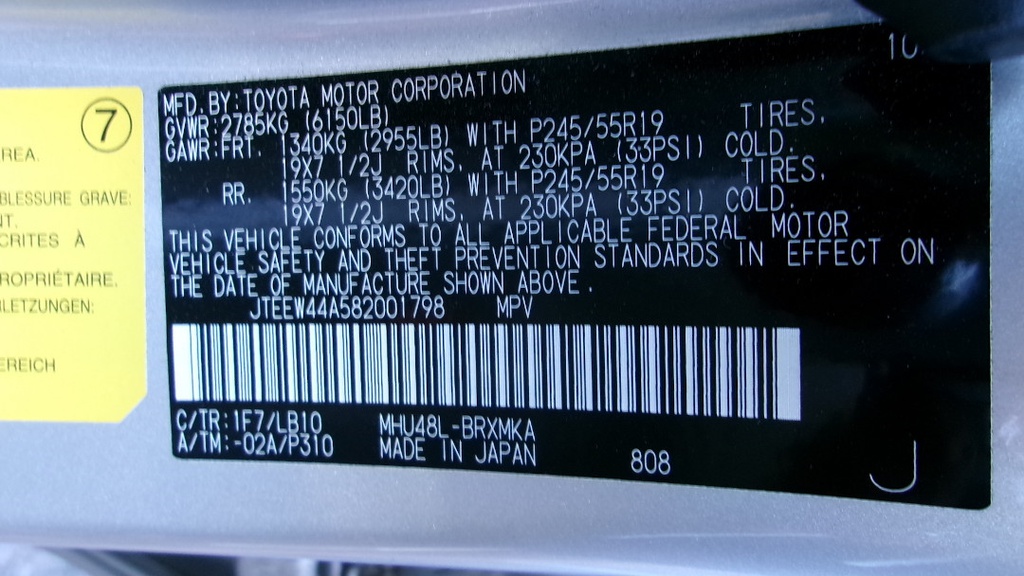 7
REA.
BLESSURE GRAVE:
NT.
CRITES À
ROPRIÉTAIRE.
RLETZUNGEN:
EREICH
10
MFD. BY: TOYOTA MOTOR CORPORATION
GVWR: 2785KG (6150LB)
GAWR: FRT. 1340KG (2955LB) WITH P245/55R19 TIRES,
19X7 1/2J RIMS, AT 230KPA (33PSI) COLD.
RR. 1550KG (3420LB) WITH P245/55R19 TIRES,
19X7 1/2J RIMS, AT 230KPA (33PSI) COLD.
THIS VEHICLE CONFORMS TO ALL APPLICABLE FEDERAL MOTOR
VEHICLE SAFETY AND THEFT PREVENTION STANDARDS IN EFFECT ON
THE DATE OF MANUFACTURE SHOWN ABOVE.
JTEEW44A582001798 MPV
C/TR: 1F7/LB10 MHU48L-BRXMKA
A/TM: -02A/P310 MADE IN JAPAN 808
J